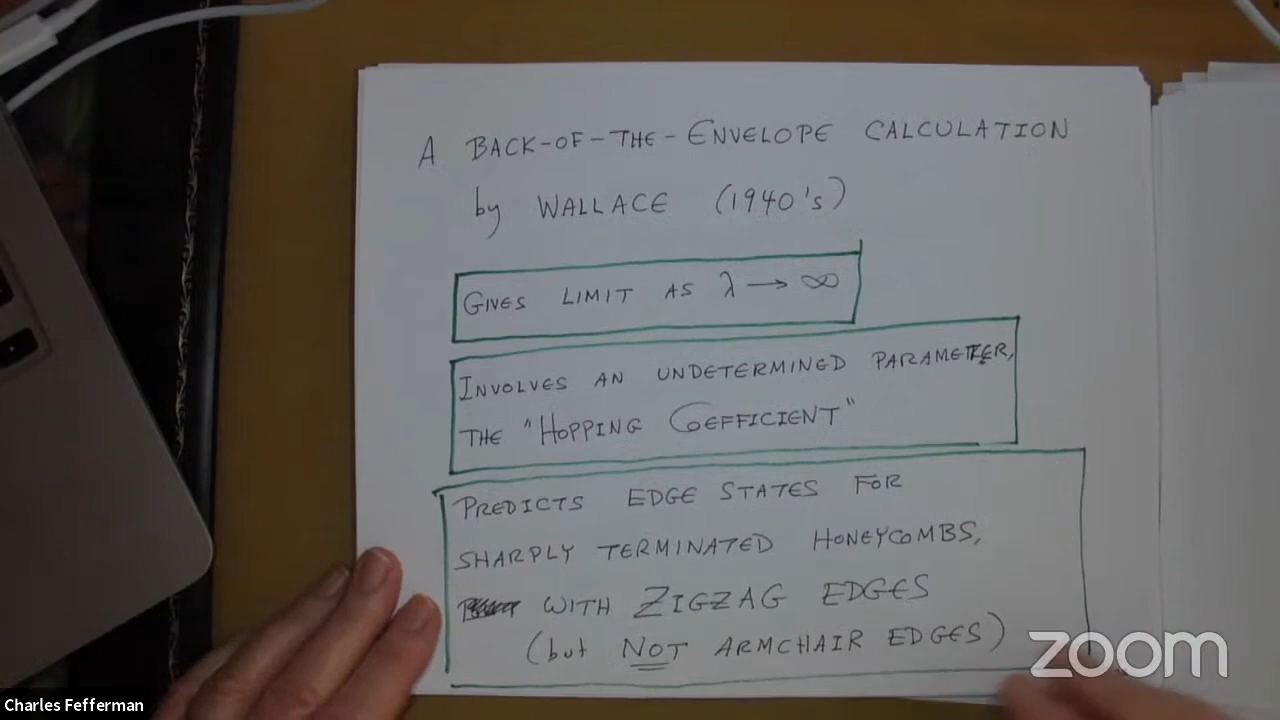 A BACK-OF-THE-ENVELOPE CALCULATION
by WALLACE (1940's)
GIVES LIMIT AS λ → ∞
INVOLVES AN UNDETERMINED PARAMETER,
THE "HOPPING COEFFICIENT"
PREDICTS EDGE STATES FOR
SHARPLY TERMINATED HONEYCOMBS,
WITH ZIGZAG EDGES
(but NOT ARMCHAIR EDGES)
zoom
Charles Fefferman